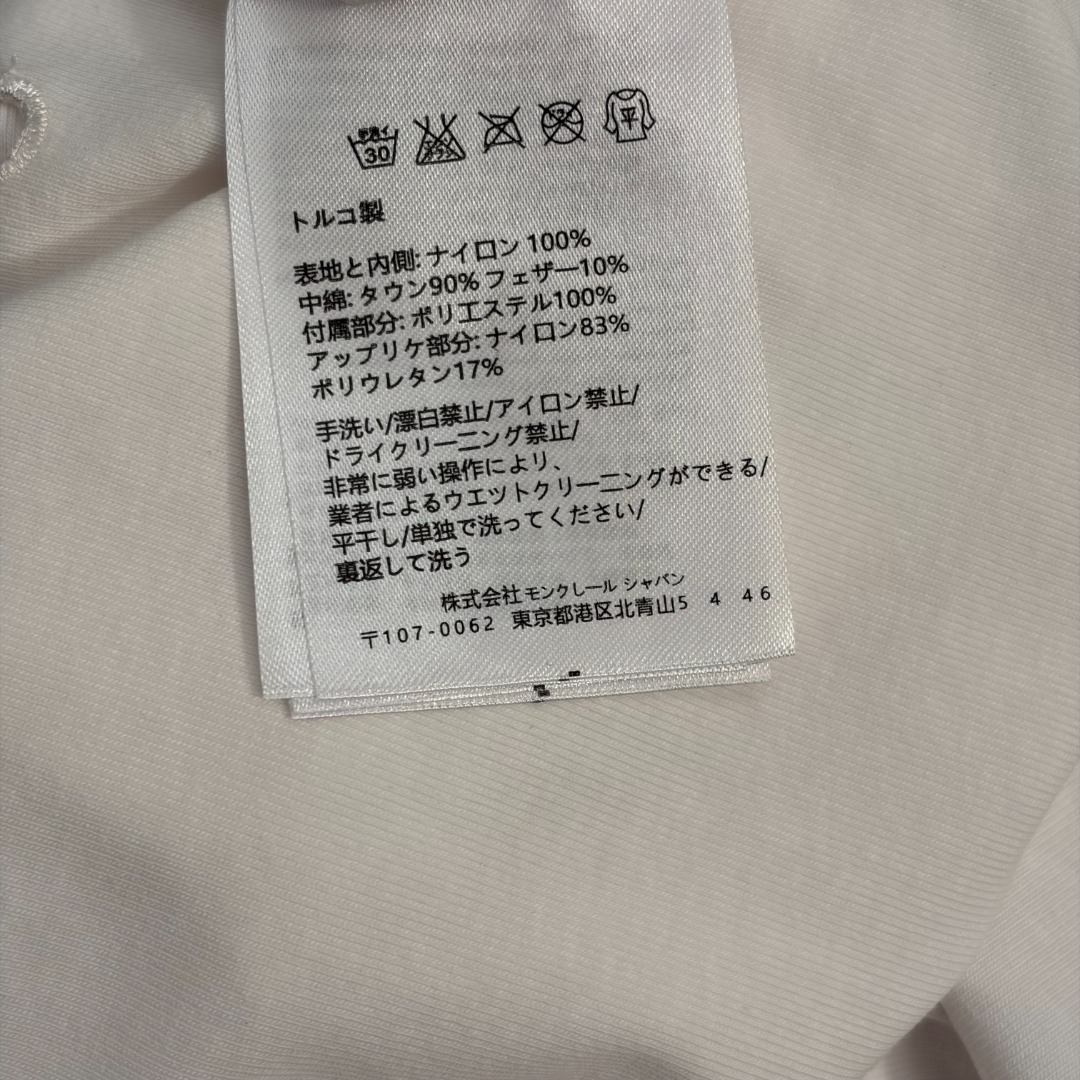 手洗イ
30
平
トルコ製
表地と内側: ナイロン 100%
中綿: タウン90% フェザー10%
付属部分: ポリエステル100%
アップリケ部分: ナイロン83%
ポリウレタン17%
手洗い/漂白禁止/アイロン禁止/
ドライクリーニング禁止/
非常に弱い操作により、
業者によるウエットクリーニングができる/
平干し/単独で洗ってください/
裏返して洗う
株式会社 モンクレール シャバン
〒107-0062 東京都港区北青山5 4 46